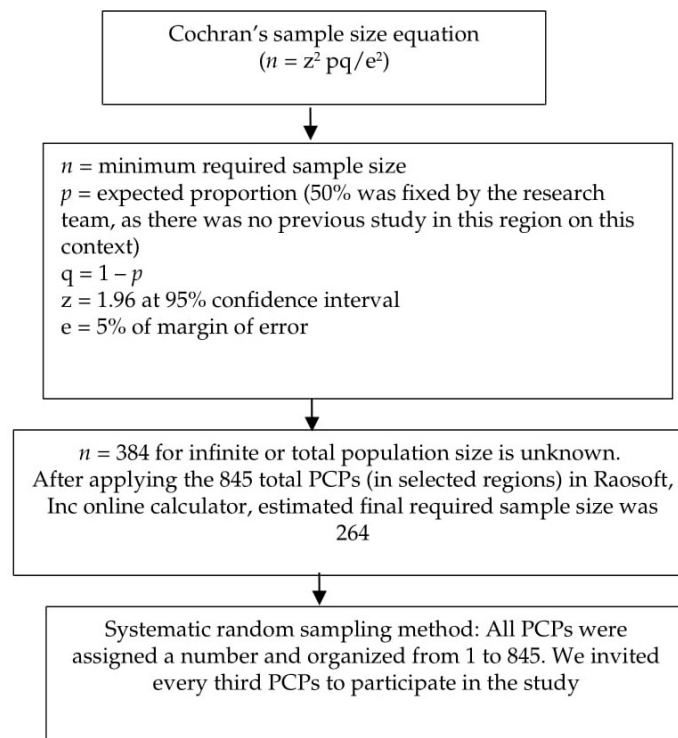 Cochran’s sample size equation
(n = z² pq/e²)
n = minimum required sample size
p = expected proportion (50% was fixed by the research
team, as there was no previous study in this region on this
context)
q = 1 – p
z = 1.96 at 95% confidence interval
e = 5% of margin of error
n = 384 for infinite or total population size is unknown.
After applying the 845 total PCPs (in selected regions) in Raosoft,
Inc online calculator, estimated final required sample size was
264
Systematic random sampling method: All PCPs were
assigned a number and organized from 1 to 845. We invited
every third PCPs to participate in the study